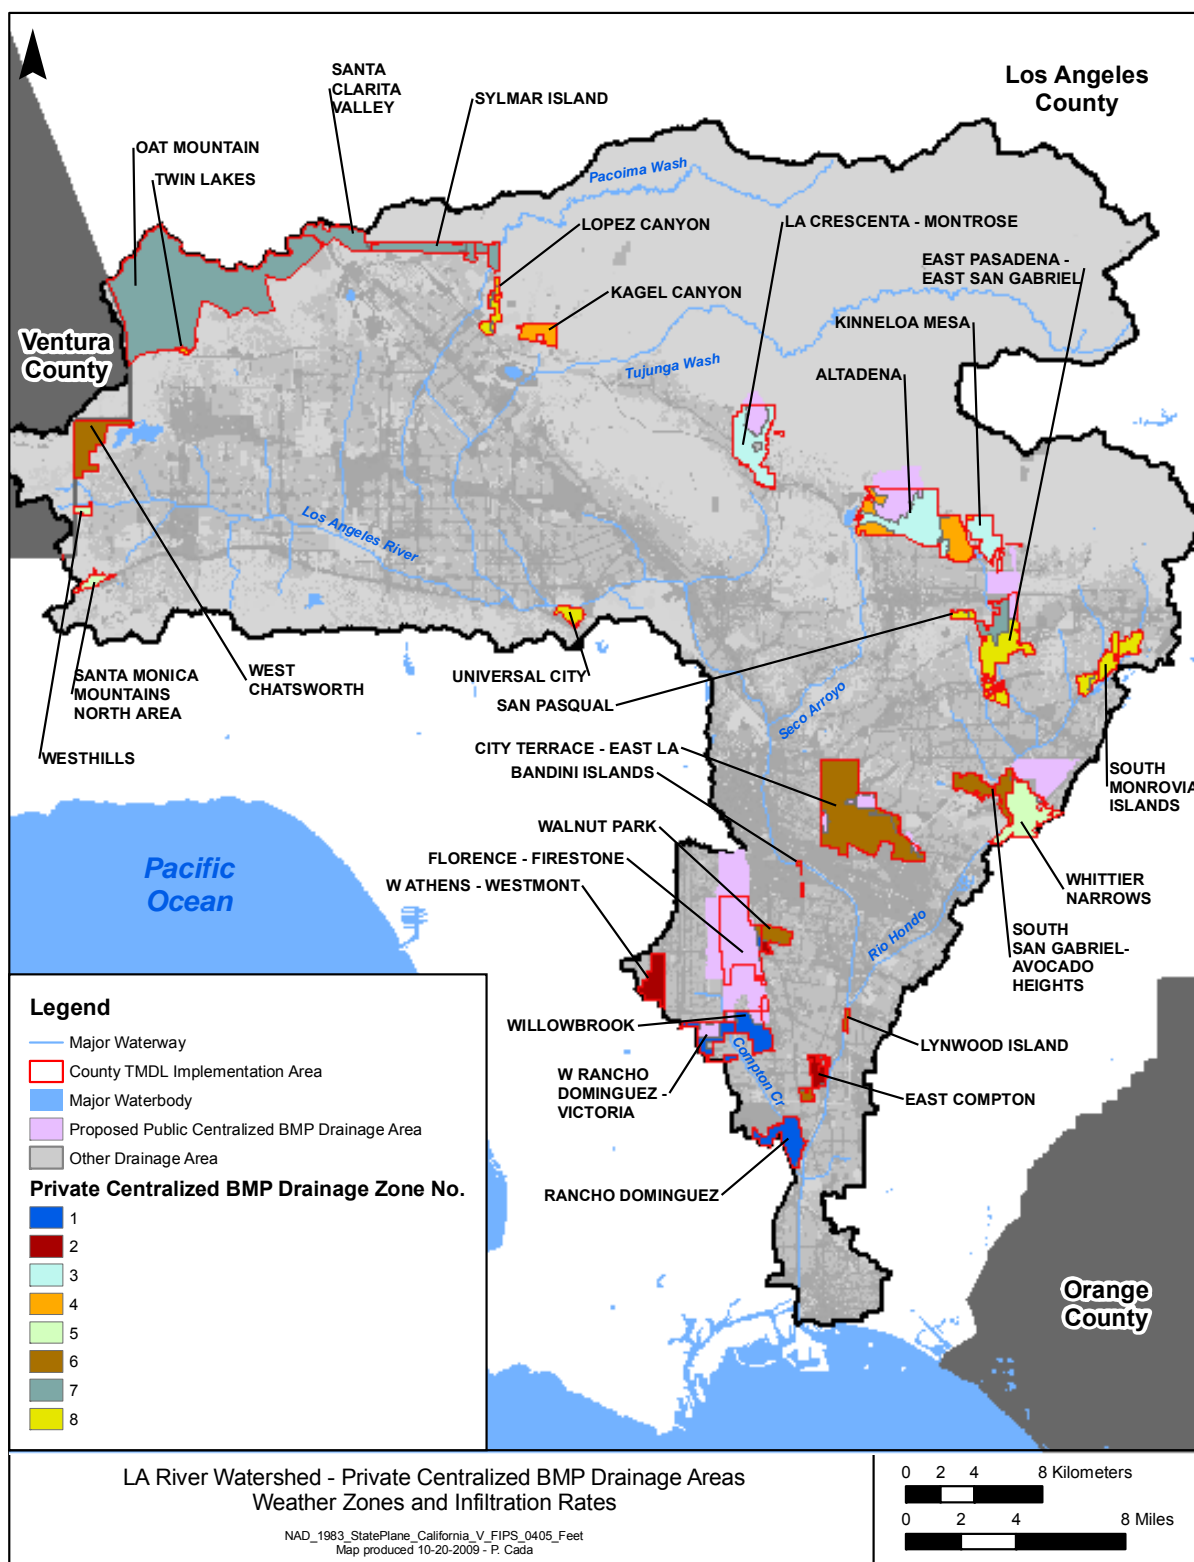 Los Angeles
County
SANTA
CLARITA
VALLEY
SYLMAR ISLAND
OAT MOUNTAIN
TWIN LAKES
Pacoima Wash
LOPEZ CANYON
LA CRESCENTA - MONTROSE
EAST PASADENA -
EAST SAN GABRIEL
KAGEL CANYON
KINNELOA MESA
Ventura
County
Tujunga Wash
ALTADENA
Los Angeles River
SANTA MONICA
MOUNTAINS
NORTH AREA
WEST
CHATSWORTH
UNIVERSAL CITY
SAN PASQUAL
Seco Arroyo
WESTHILLS
CITY TERRACE - EAST LA
BANDINI ISLANDS
SOUTH
MONROVIA
ISLANDS
WALNUT PARK
FLORENCE - FIRESTONE
W ATHENS - WESTMONT
Pacific
Ocean
WHITTIER
NARROWS
Rio Hondo
SOUTH
SAN GABRIEL-
AVOCADO
HEIGHTS
WILLOWBROOK
LYNWOOD ISLAND
W RANCHO
DOMINGUEZ -
VICTORIA
Compton Cr
EAST COMPTON
RANCHO DOMINGUEZ
Orange
County
Legend
Major Waterway
County TMDL Implementation Area
Major Waterbody
Proposed Public Centralized BMP Drainage Area
Other Drainage Area
Private Centralized BMP Drainage Zone No.
1
2
3
4
5
6
7
8
LA River Watershed - Private Centralized BMP Drainage Areas
Weather Zones and Infiltration Rates
NAD_1983_StatePlane_California_V_FIPS_0405_Feet
Map produced 10-20-2009 - P. Cada
0 2 4 8 Kilometers
0 2 4 8 Miles